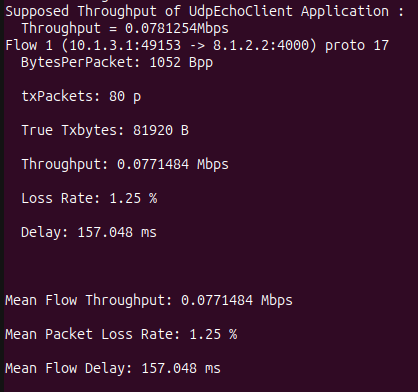 Supposed Throughput of UdpEchoClient Application :
Throughput = 0.0781254Mbps
Flow 1 (10.1.3.1:49153 -> 8.1.2.2:4000) proto 17
BytesPerPacket: 1052 Bpp
txPackets: 80 p
True Txbytes: 81920 B
Throughput: 0.0771484 Mbps
Loss Rate: 1.25 %
Delay: 157.048 ms
Mean Flow Throughput: 0.0771484 Mbps
Mean Packet Loss Rate: 1.25 %
Mean Flow Delay: 157.048 ms